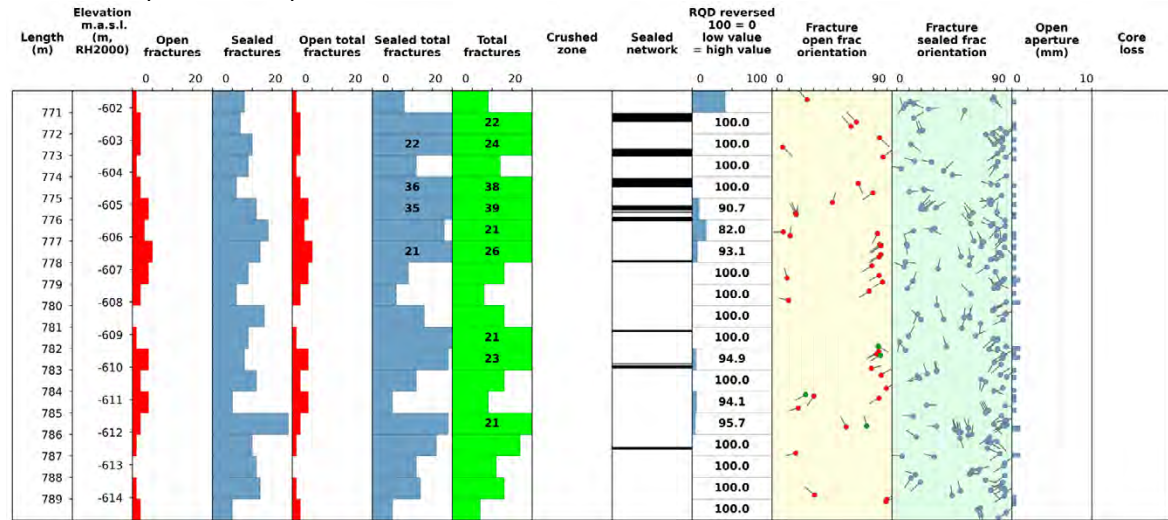 Length (m)
Elevation m.a.s.l. (m, RH2000)
Open fractures
Sealed fractures
Open total fractures
Sealed total fractures
Total fractures
Crushed zone
Sealed network
RQD reversed 100 = 0 low value = high value
Fracture open frac orientation
Fracture sealed frac orientation
Open aperture (mm)
Core loss
0 20 0 20 0 20 0 20 0 20 0 100 0 90 0 90 0 10
771 -602
22 100.0
772
-603 22 24 100.0
773
100.0
774 -604
36 38 100.0
775
-605 35 39 90.7
776
21 82.0
777 -606
21 26 93.1
778
-607 100.0
779
100.0
780 -608
100.0
781
-609 21 100.0
782
23 94.9
783 -610
100.0
784
-611 94.1
785
21 95.7
786 -612
100.0
787
-613 100.0
788
100.0
789 -614
100.0